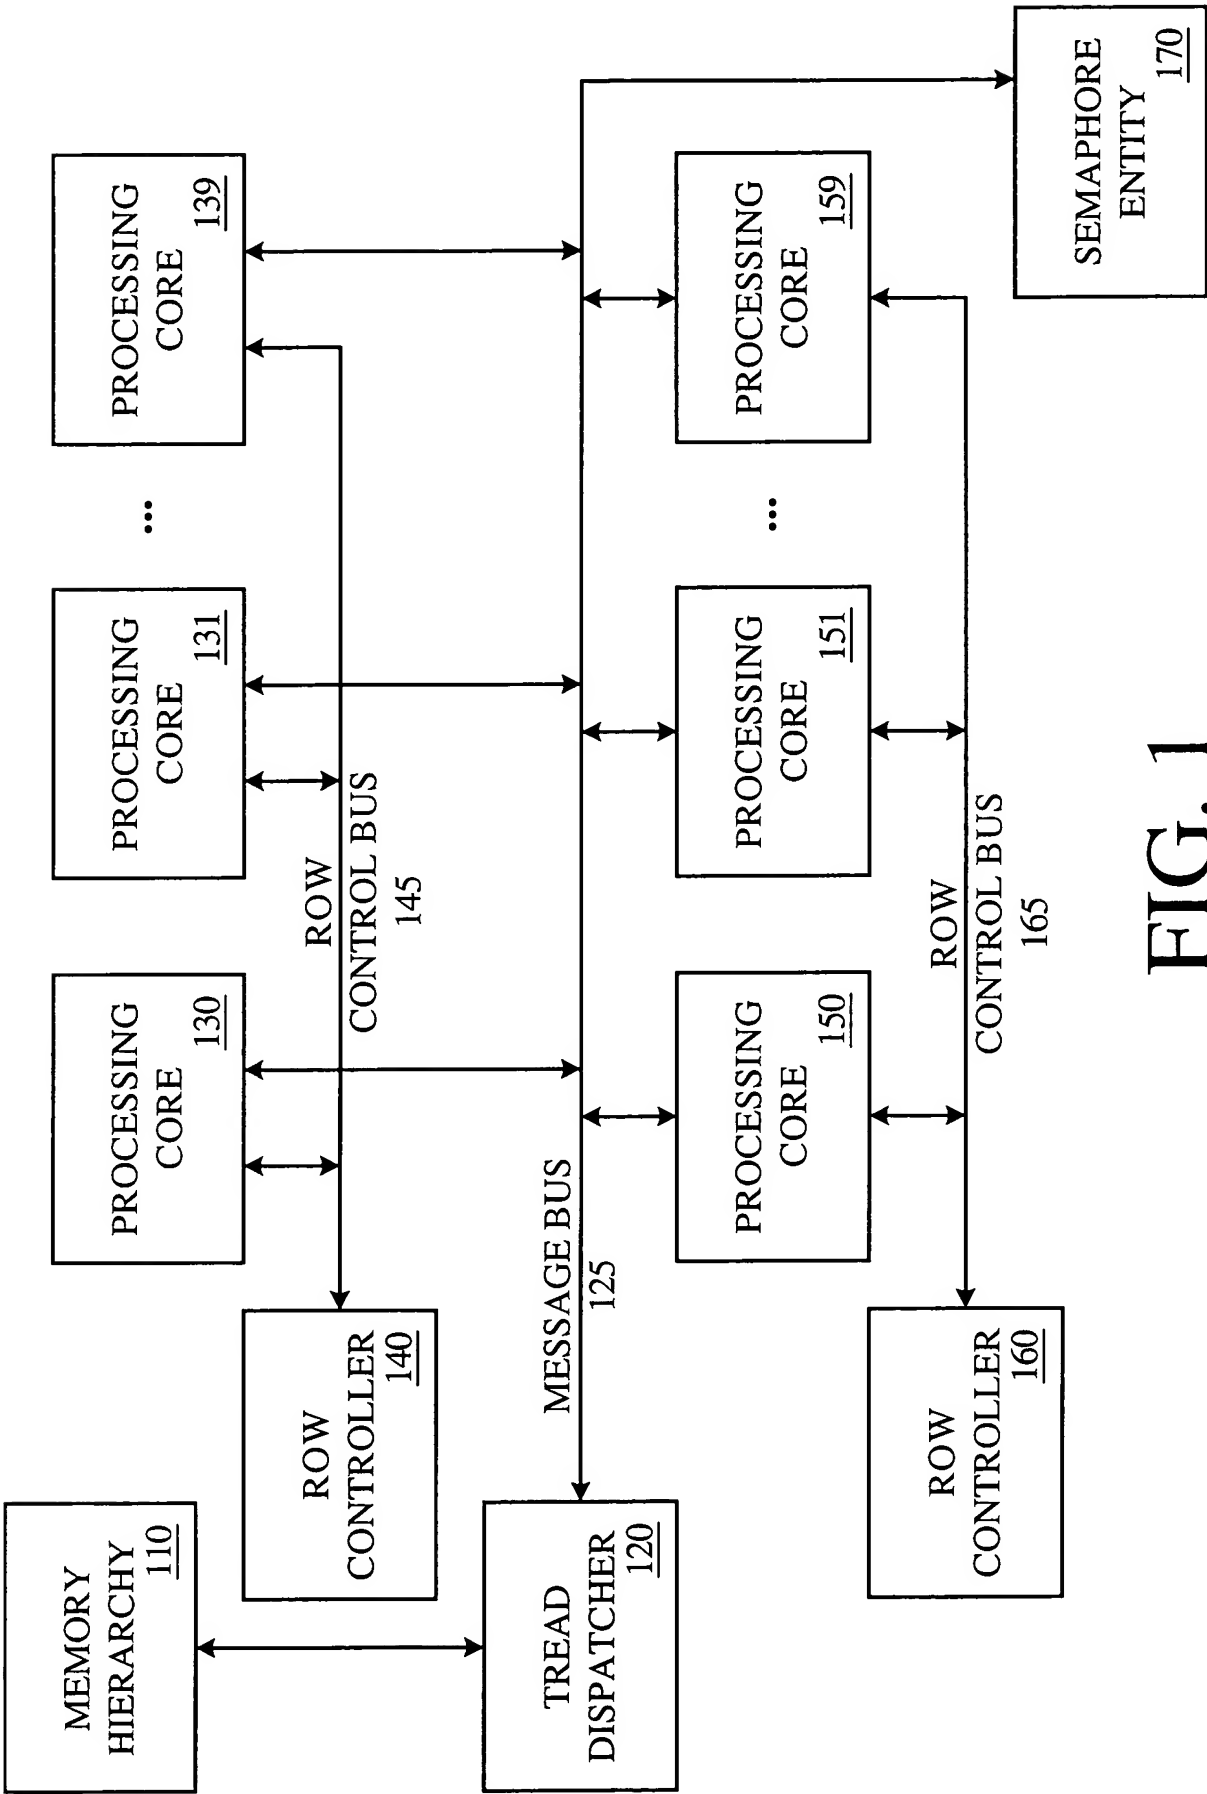 MEMORY
HIERARCHY
110
ROW
CONTROLLER
140
TREAD
DISPATCHER
120
ROW
CONTROLLER
160
PROCESSING
CORE
130
PROCESSING
CORE
131
...
PROCESSING
CORE
139
ROW
CONTROL BUS
145
MESSAGE BUS
125
PROCESSING
CORE
150
PROCESSING
CORE
151
...
PROCESSING
CORE
159
ROW
CONTROL BUS
165
SEMAPHORE
ENTITY
170
FIG. 1